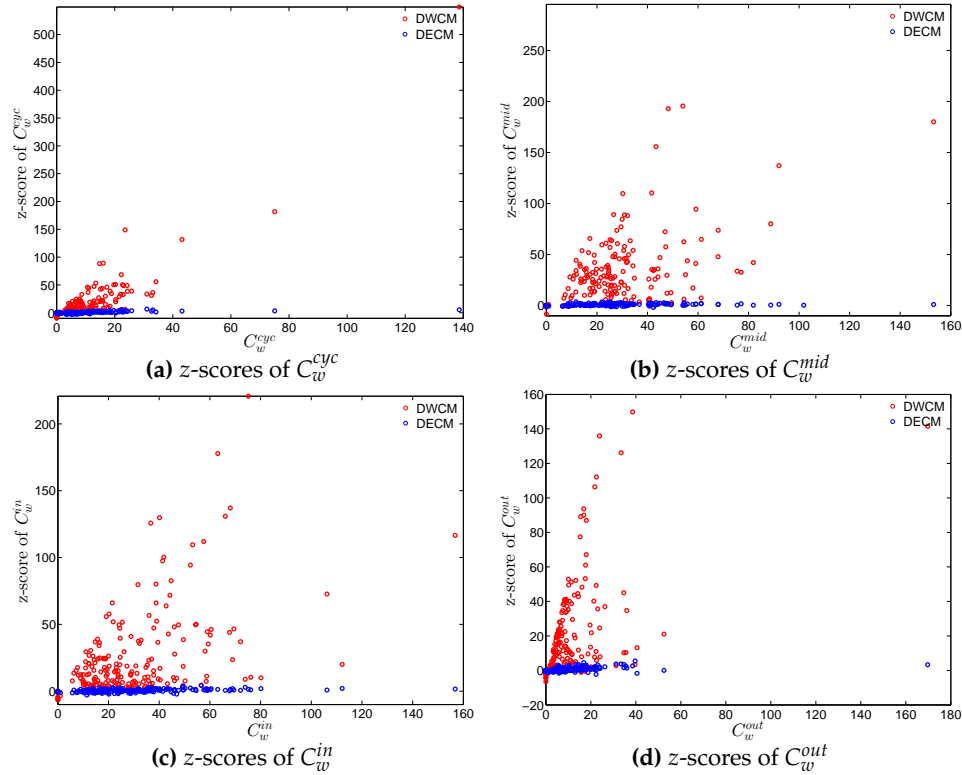 DWCM
DECM
500
450
400
350
300
250
200
150
100
50
0
0 20 40 60 80 100 120 140
z-score of C_w^{cyc}
C_w^{cyc}
(a) z-scores of C_w^{cyc}
DWCM
DECM
250
200
150
100
50
0
0 20 40 60 80 100 120 140 160
z-score of C_w^{mid}
C_w^{mid}
(b) z-scores of C_w^{mid}
DWCM
DECM
200
150
100
50
0
0 20 40 60 80 100 120 140 160
z-score of C_w^{in}
C_w^{in}
(c) z-scores of C_w^{in}
DWCM
DECM
160
140
120
100
80
60
40
20
0
−20
0 20 40 60 80 100 120 140 160 180
z-score of C_w^{out}
C_w^{out}
(d) z-scores of C_w^{out}